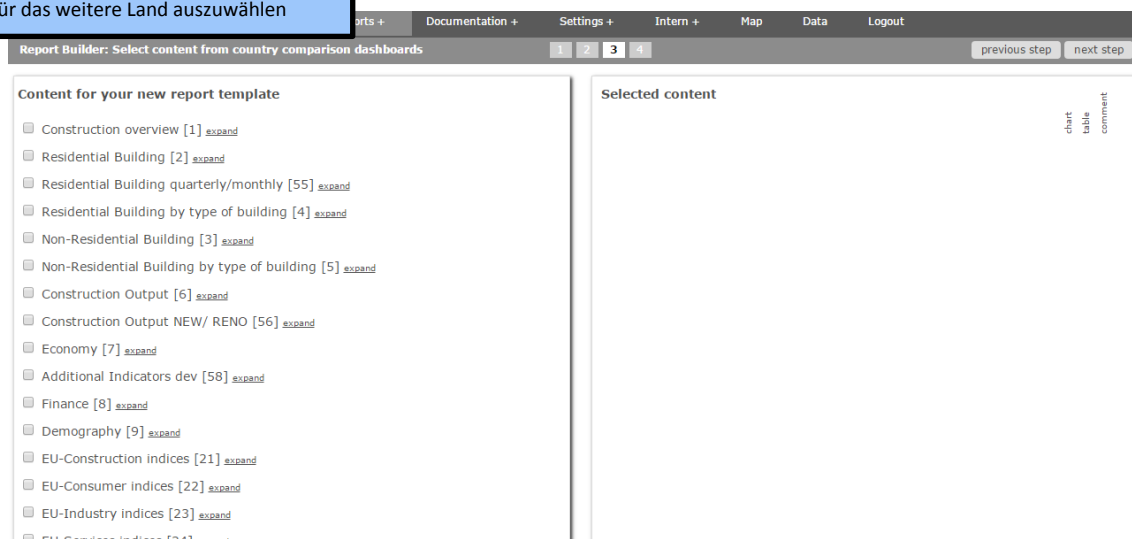 für das weitere Land auszuwählen
Documentation + Settings + Intern + Map Data Logout
Report Builder: Select content from country comparison dashboards 1 2 3 4 previous step next step
Content for your new report template
Construction overview [1] expand
Residential Building [2] expand
Residential Building quarterly/monthly [55] expand
Residential Building by type of building [4] expand
Non-Residential Building [3] expand
Non-Residential Building by type of building [5] expand
Construction Output [6] expand
Construction Output NEW/ RENO [56] expand
Economy [7] expand
Additional Indicators dev [58] expand
Finance [8] expand
Demography [9] expand
EU-Construction indices [21] expand
EU-Consumer indices [22] expand
EU-Industry indices [23] expand
Selected content
chart
table
comment